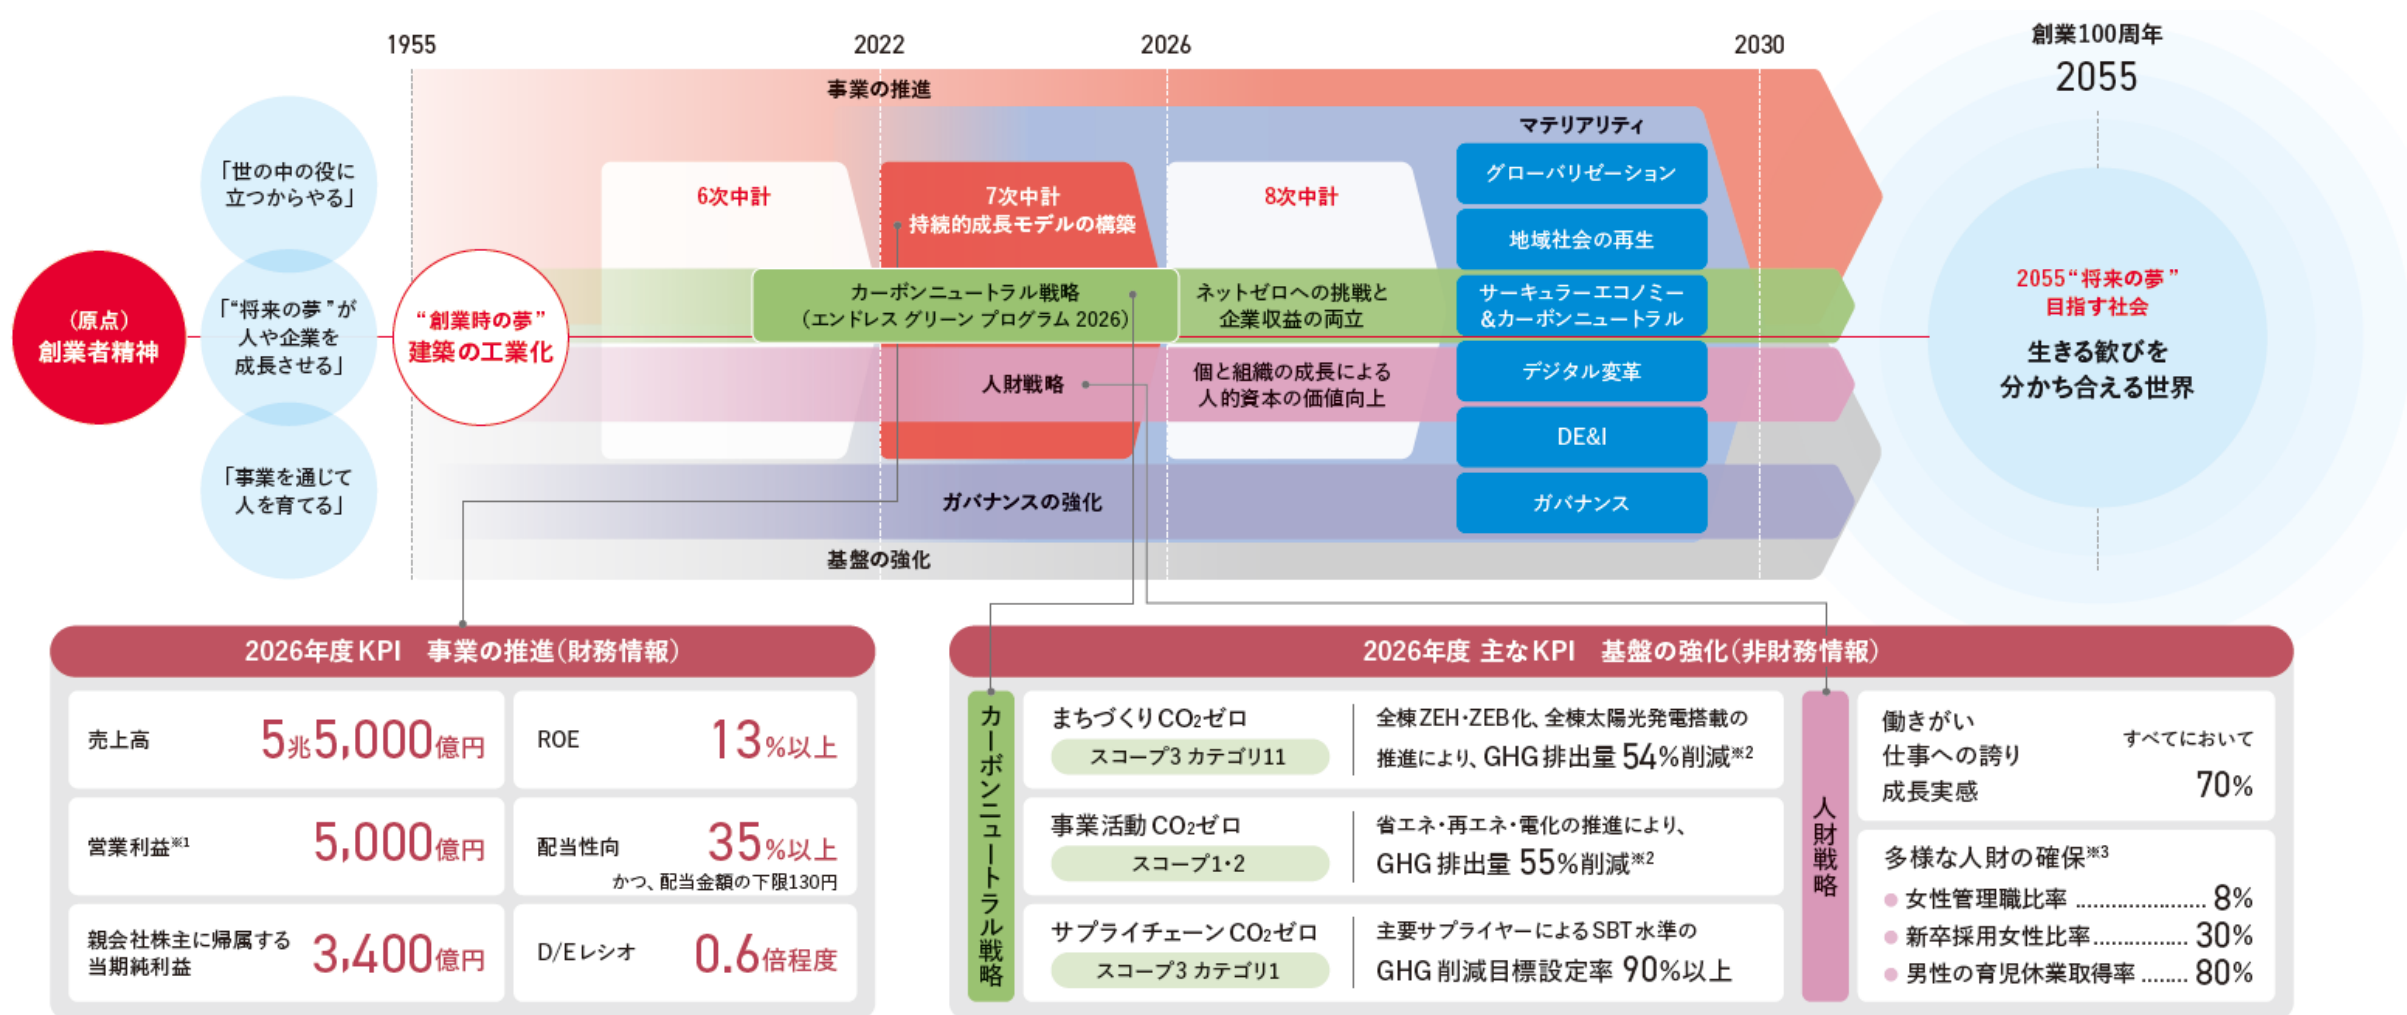 1955
2022
2026
2030
創業100周年
2055
事業の推進
マテリアリティ
「世の中の役に
立つからやる」
「“将来の夢”が
人や企業を
成長させる」
「事業を通じて
人を育てる」
（原点）
創業者精神
“創業時の夢”
建築の工業化
6次中計
7次中計
持続的成長モデルの構築
8次中計
カーボンニュートラル戦略
（エンドレス グリーン プログラム 2026）
ネットゼロへの挑戦と
企業収益の両立
人財戦略
個と組織の成長による
人的資本の価値向上
ガバナンスの強化
基盤の強化
グローバリゼーション
地域社会の再生
サーキュラーエコノミー
&カーボンニュートラル
デジタル変革
DE&I
ガバナンス
2055“将来の夢”
目指す社会
生きる歓びを
分かち合える世界
2026年度KPI　事業の推進（財務情報）
売上高 5兆5,000億円
ROE 13%以上
営業利益※1 5,000億円
配当性向 35%以上
かつ、配当金額の下限130円
親会社株主に帰属する
当期純利益 3,400億円
D/Eレシオ 0.6倍程度
2026年度 主なKPI　基盤の強化（非財務情報）
カーボンニュートラル戦略
まちづくりCO2ゼロ
スコープ3 カテゴリ11
全棟ZEH・ZEB化、全棟太陽光発電搭載の
推進により、GHG排出量 54%削減※2
事業活動CO2ゼロ
スコープ1・2
省エネ・再エネ・電化の推進により、
GHG排出量 55%削減※2
サプライチェーンCO2ゼロ
スコープ3 カテゴリ1
主要サプライヤーによるSBT水準の
GHG削減目標設定率 90%以上
人財戦略
働きがい
仕事への誇り
成長実感
すべてにおいて
70%
多様な人財の確保※3
● 女性管理職比率 ...................... 8%
● 新卒採用女性比率................ 30%
● 男性の育児休業取得率 ........ 80%